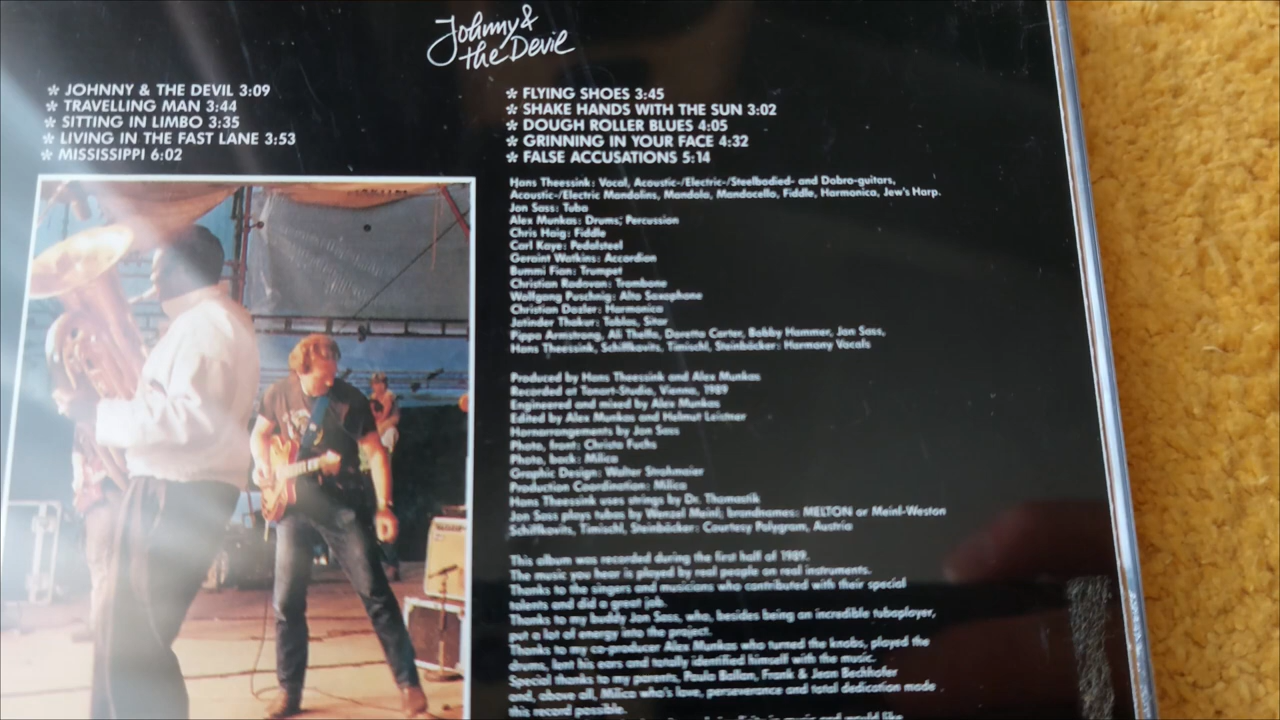 Johnny &
the Devil
* JOHNNY & THE DEVIL 3:09
* TRAVELLING MAN 3:44
* SITTING IN LIMBO 3:35
* LIVING IN THE FAST LANE 3:53
* MISSISSIPPI 6:02
* FLYING SHOES 3:45
* SHAKE HANDS WITH THE SUN 3:02
* DOUGH ROLLER BLUES 4:05
* GRINNING IN YOUR FACE 4:32
* FALSE ACCUSATIONS 5:14
Hans Theessink: Vocal, Acoustic-/Electric-/Steelbodied- and Dobro-guitars,
Acoustic-/Electric Mandolins, Mandola, Mandocello, Fiddle, Harmonica, Jew's Harp.
Jon Sass: Tuba
Alex Munkas: Drums, Percussion
Chris Haig: Fiddle
Carl Kaye: Pedalsteel
Geraint Watkins: Accordion
Bummi Fian: Trumpet
Christian Radovan: Trombone
Wolfgang Puschnig: Alto Saxophone
Christian Dozler: Harmonica
Jatinder Thakur: Tablas, Sitar
Pippa Armstrong, Ali Thelfa, Doretta Carter, Bobby Hammer, Jon Sass,
Hans Theessink, Schiffkovits, Timischl, Steinbäcker: Harmony Vocals
Produced by Hans Theessink and Alex Munkas
Recorded at Tonart-Studio, Vienna, 1989
Engineered and mixed by Alex Munkas
Edited by Alex Munkas and Helmut Leistner
Hornarrangements by Jon Sass
Photo, front: Christa Fuchs
Photo, back: Milica
Graphic Design: Walter Strohmaier
Production Coordination: Milica
Hans Theessink uses strings by Dr. Thomastik
Jon Sass plays tubas by Wenzel Meinl; brandnames: MELTON or Meinl-Weston
Schiffkovits, Timischl, Steinbäcker: Courtesy Polygram, Austria
This album was recorded during the first half of 1989.
The music you hear is played by real people on real instruments.
Thanks to the singers and musicians who contributed with their special
talents and did a great job.
Thanks to my buddy Jon Sass, who, besides being an incredible tubaplayer,
put a lot of energy into the project.
Thanks to my co-producer Alex Munkas who turned the knobs, played the
drums, lent his ears and totally identified himself with the music.
Special thanks to my parents, Paula Ballan, Frank & Jean Bechhofer
and, above all, Milica who's love, perseverance and total dedication made
this record possible.